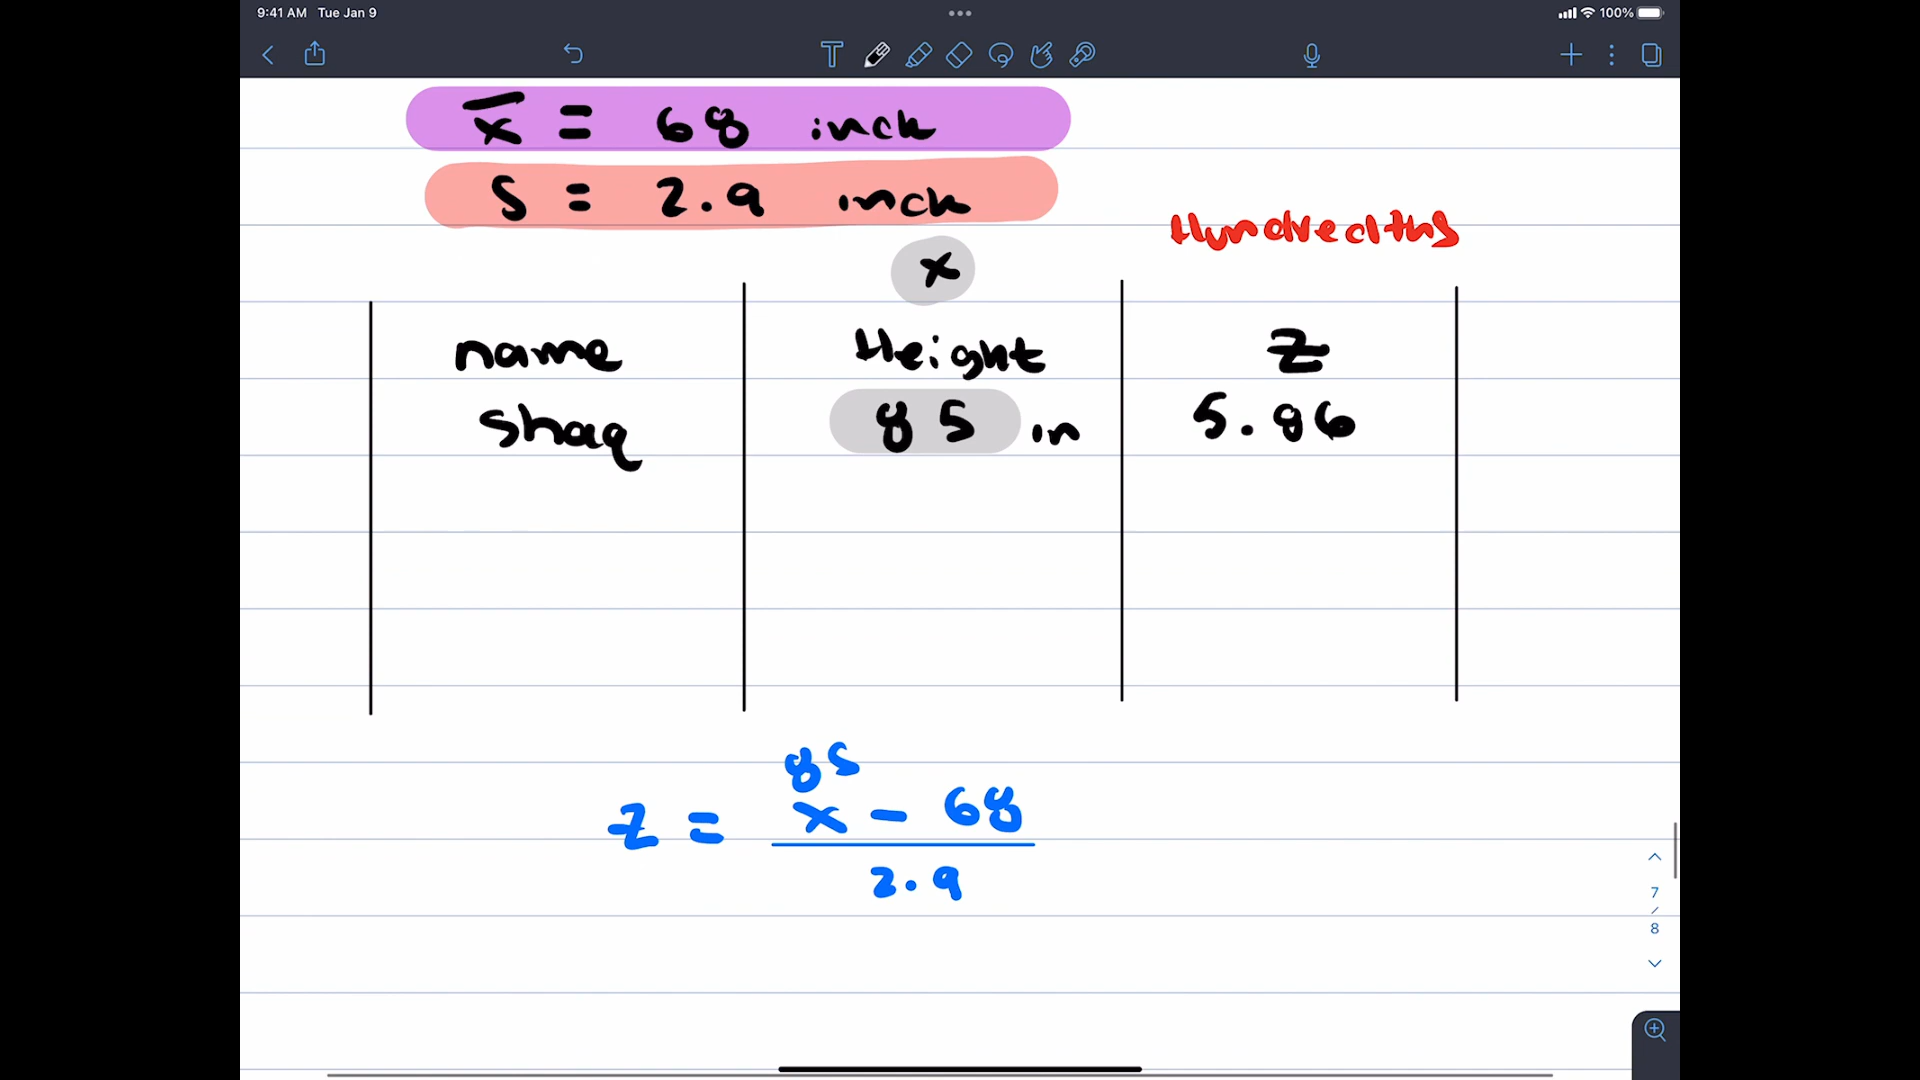 9:41 AM Tue Jan 9
100%
x̄ = 68 inch
S = 2.9 inch
Hundredths
x
name Height Z
Shaq 85 in 5.86
85
z = x - 68
2.9
7
/
8